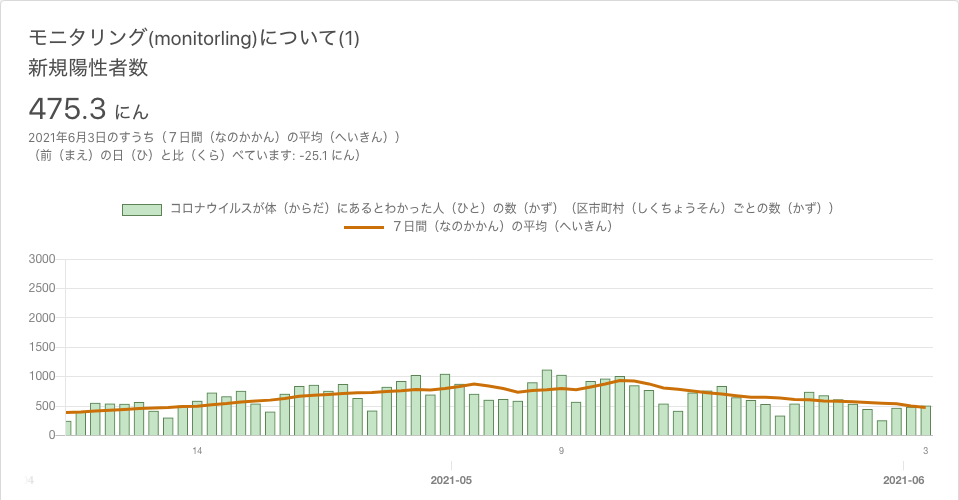 モニタリング(monitorling)について(1)
新規陽性者数
475.3 にん
2021年6月3日のすうち（７日間（なのかかん）の平均（へいきん））
（前（まえ）の日（ひ）と比（くら）べています: -25.1 にん）
コロナウイルスが体（からだ）にあるとわかった人（ひと）の数（かず）（区市町村（しくちょうそん）ごとの数（かず））
７日間（なのかかん）の平均（へいきん）
3000
2500
2000
1500
1000
500
0
14 9 3
2021-05 2021-06